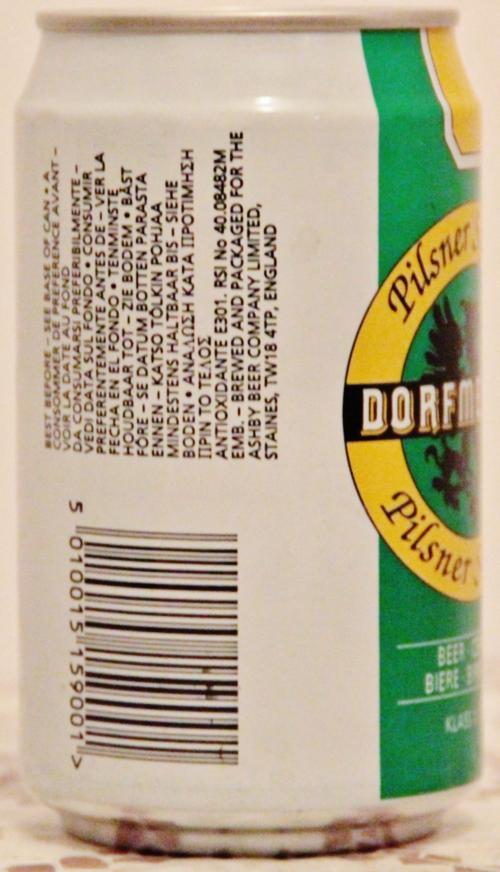 BEST BEFORE – SEE BASE OF CAN • A
CONSOMMER DE PREFERENCE AVANT –
VOIR LA DATE AU FOND
DA CONSUMARSI PREFERIBILMENTE –
VEDI DATA SUL FONDO • CONSUMIR
PREFERENTEMENTE ANTES DE – VER LA
FECHA EN EL FONDO • TENMINSTE
HOUDBAAR TOT – ZIE BODEM • BÄST
FÖRE – SE DATUM I BOTTEN PARASTA
ENNEN – KATSO TÖLKIN POHJAA
MINDESTENS HALTBAAR BIS – SIEHE
BODEN • ΑΝΑΛΩΣΗ ΚΑΤΑ ΠΡΟΤΙΜΗΣΗ
ΠΡΙΝ ΤΟ ΤΕΛΟΣ
ANTIOXIDANTE E301. RSI No 40.08482M
EMB. – BREWED AND PACKAGED FOR THE
ASHBY BEER COMPANY LIMITED,
STAINES, TW18 4TP, ENGLAND
5 010015 159001 >
Pilsner
DORFM
Pilsner
BEER
BIERE